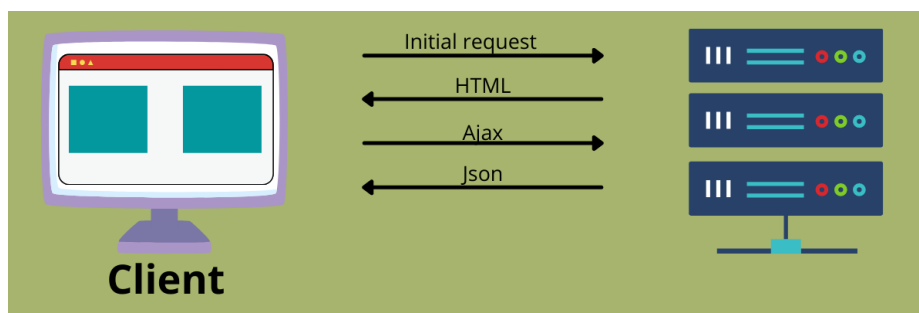 Initial request
HTML
Ajax
Json
Client